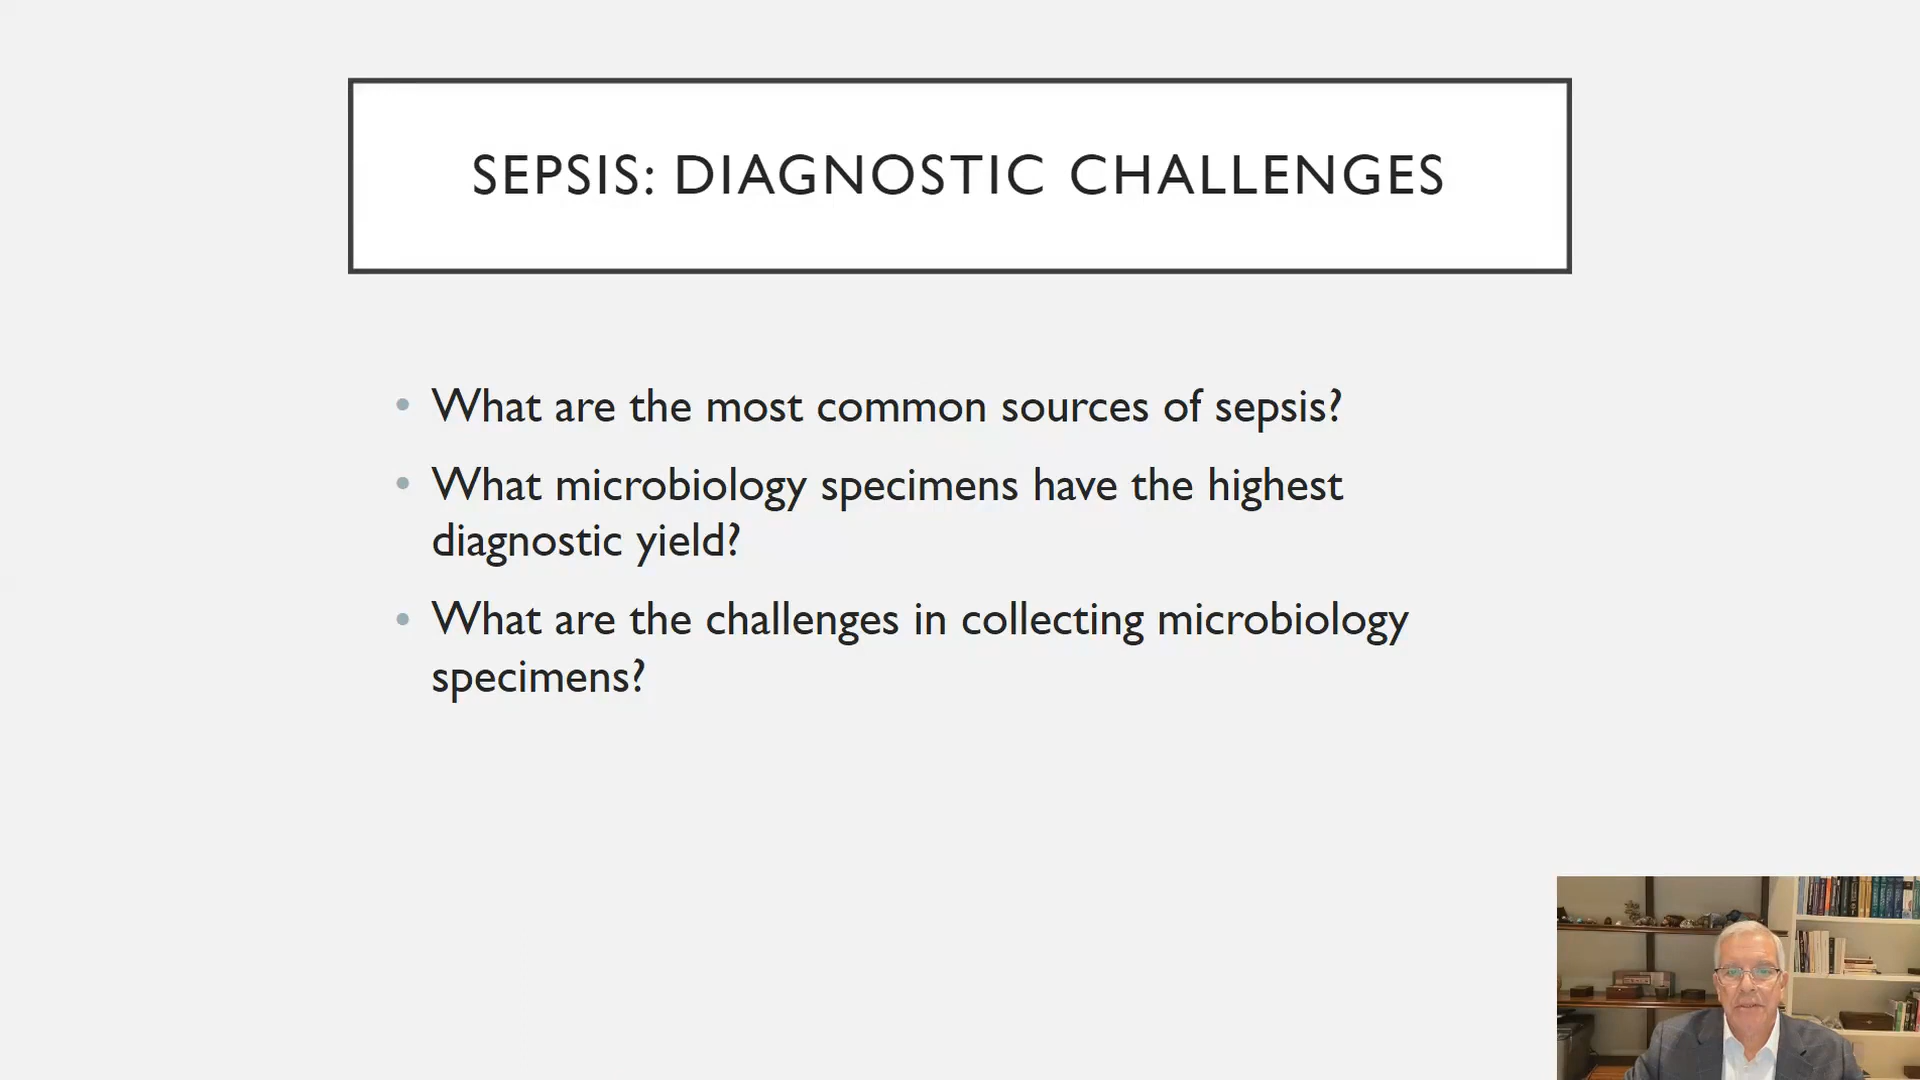 SEPSIS: DIAGNOSTIC CHALLENGES
• What are the most common sources of sepsis?
• What microbiology specimens have the highest
diagnostic yield?
• What are the challenges in collecting microbiology
specimens?